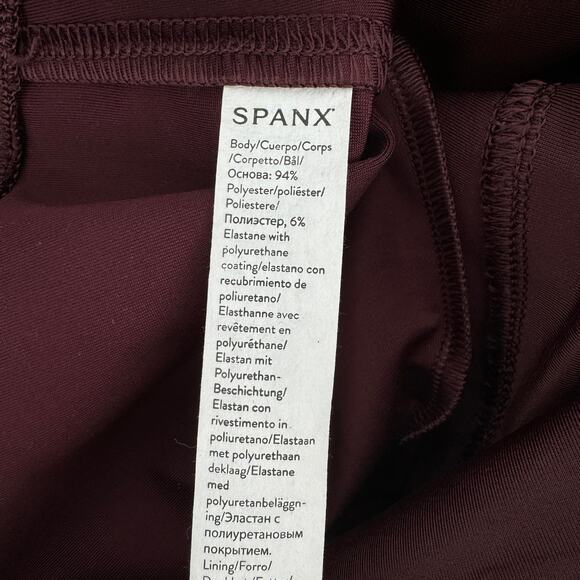 SPANX
Body/Cuerpo/Corps
/Corpetto/Bål/
Основа: 94%
Polyester/poliéster/
Poliestere/
Полиэстер, 6%
Elastane with
polyurethane
coating/elastano con
recubrimiento de
poliuretano/
Elasthanne avec
revêtement en
polyuréthane/
Elastan mit
Polyurethan-
Beschichtung/
Elastan con
rivestimento in
poliuretano/Elastaan
met polyurethaan
deklaag/Elastane
med
polyuretanbeläggn-
ing/Эластан с
полиуретановым
покрытием.
Lining/Forro/